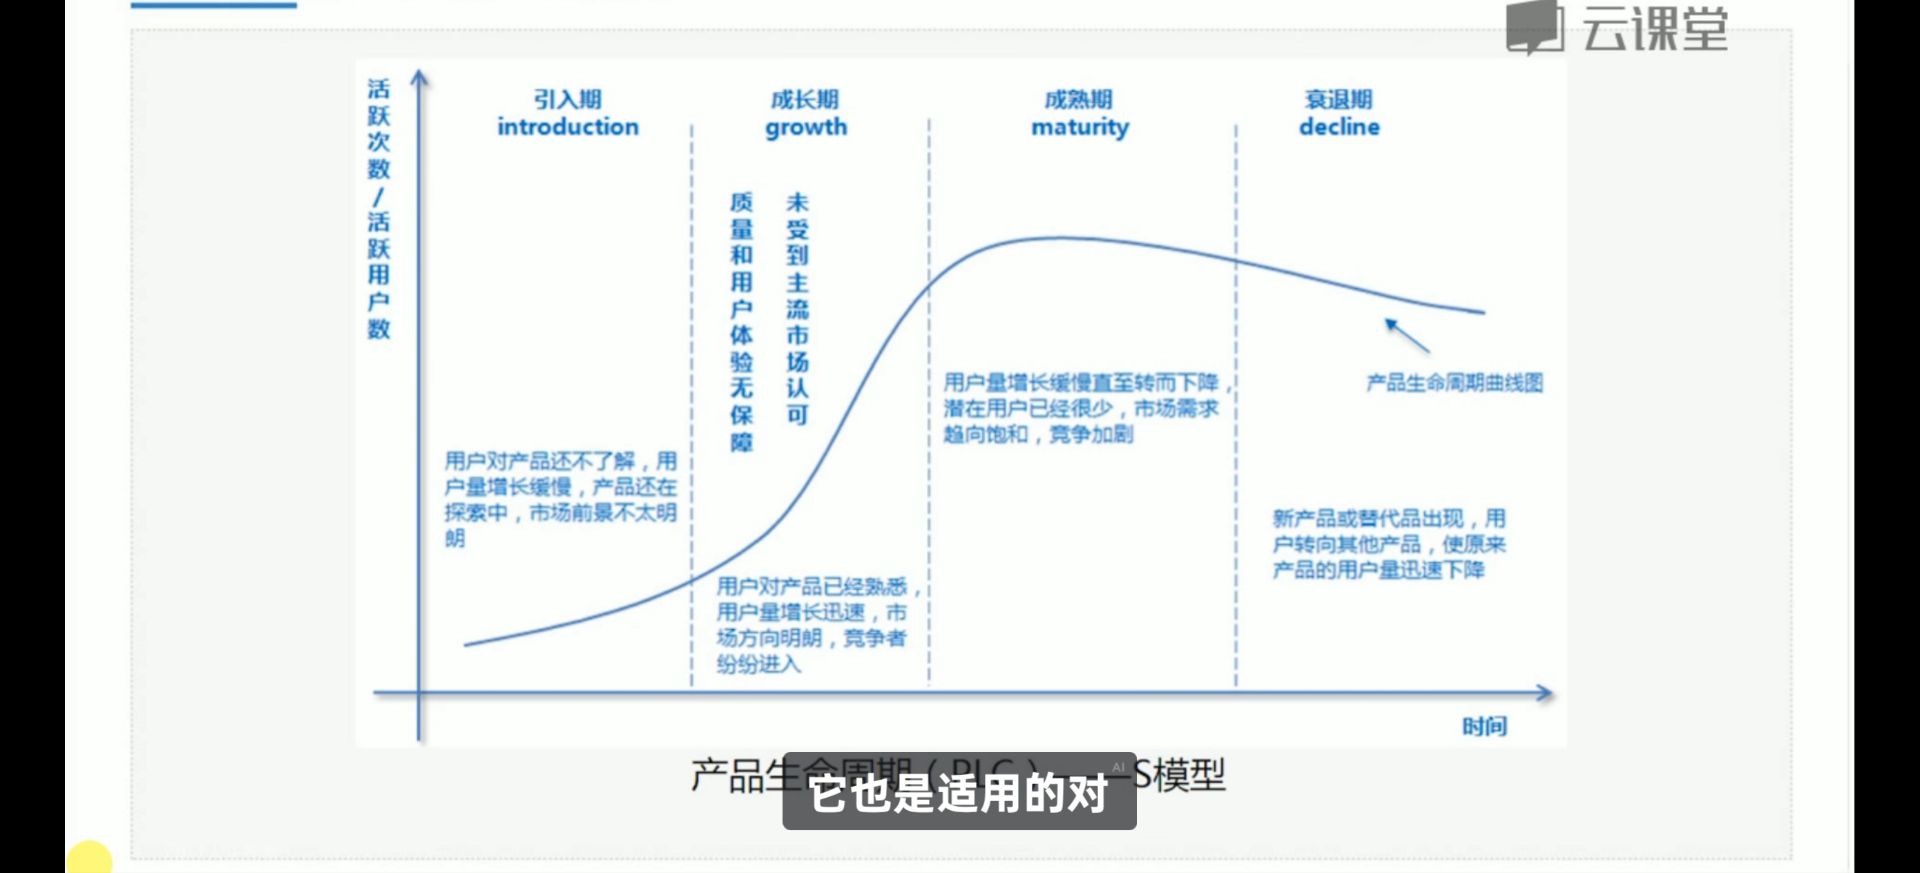 云课堂
活跃次数/活跃用户数
引入期
introduction
成长期
growth
成熟期
maturity
衰退期
decline
质量和用户体验无保障
未受到主流市场认可
用户对产品还不了解，用
户量增长缓慢，产品还在
探索中，市场前景不太明
朗
用户对产品已经熟悉，
用户量增长迅速，市
场方向明朗，竞争者
纷纷进入
用户量增长缓慢直至转而下降，
潜在用户已经很少，市场需求
趋向饱和，竞争加剧
产品生命周期曲线图
新产品或替代品出现，用
户转向其他产品，使原来
产品的用户量迅速下降
时间
产品生命周期（PLC）——S模型
AI
它也是适用的对